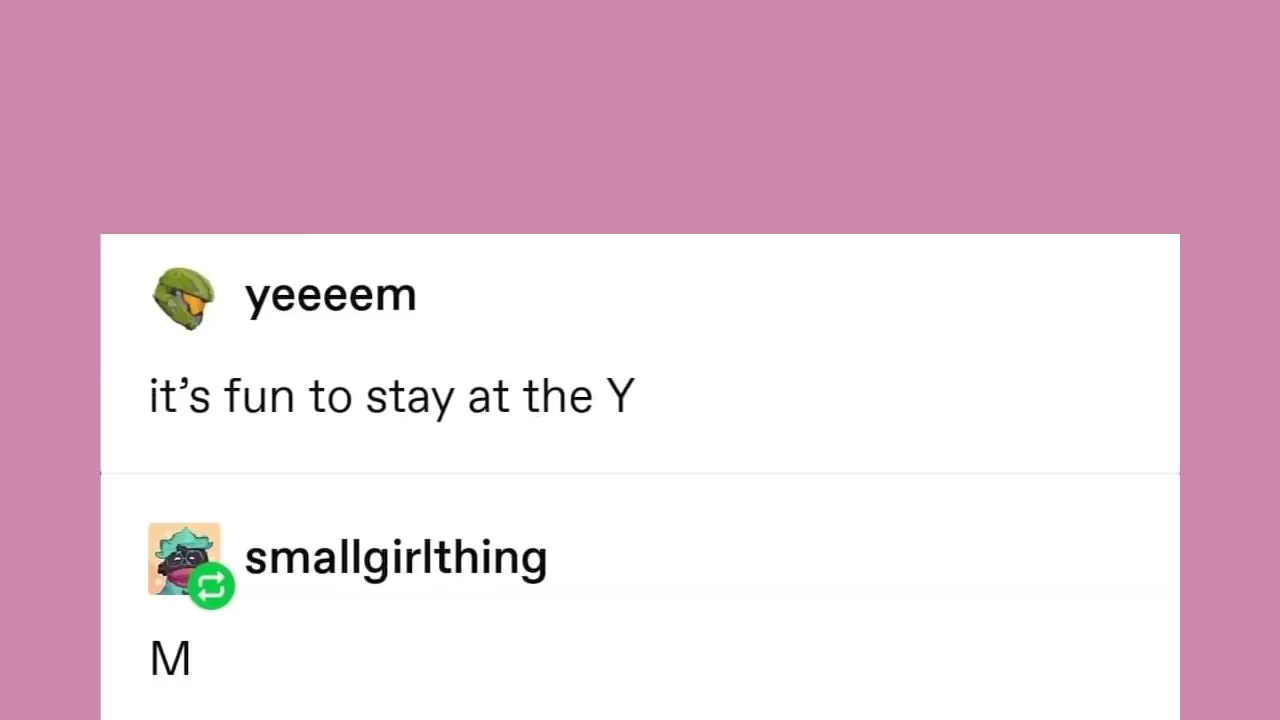 yeeeem
it’s fun to stay at the Y
smallgirlthing
M